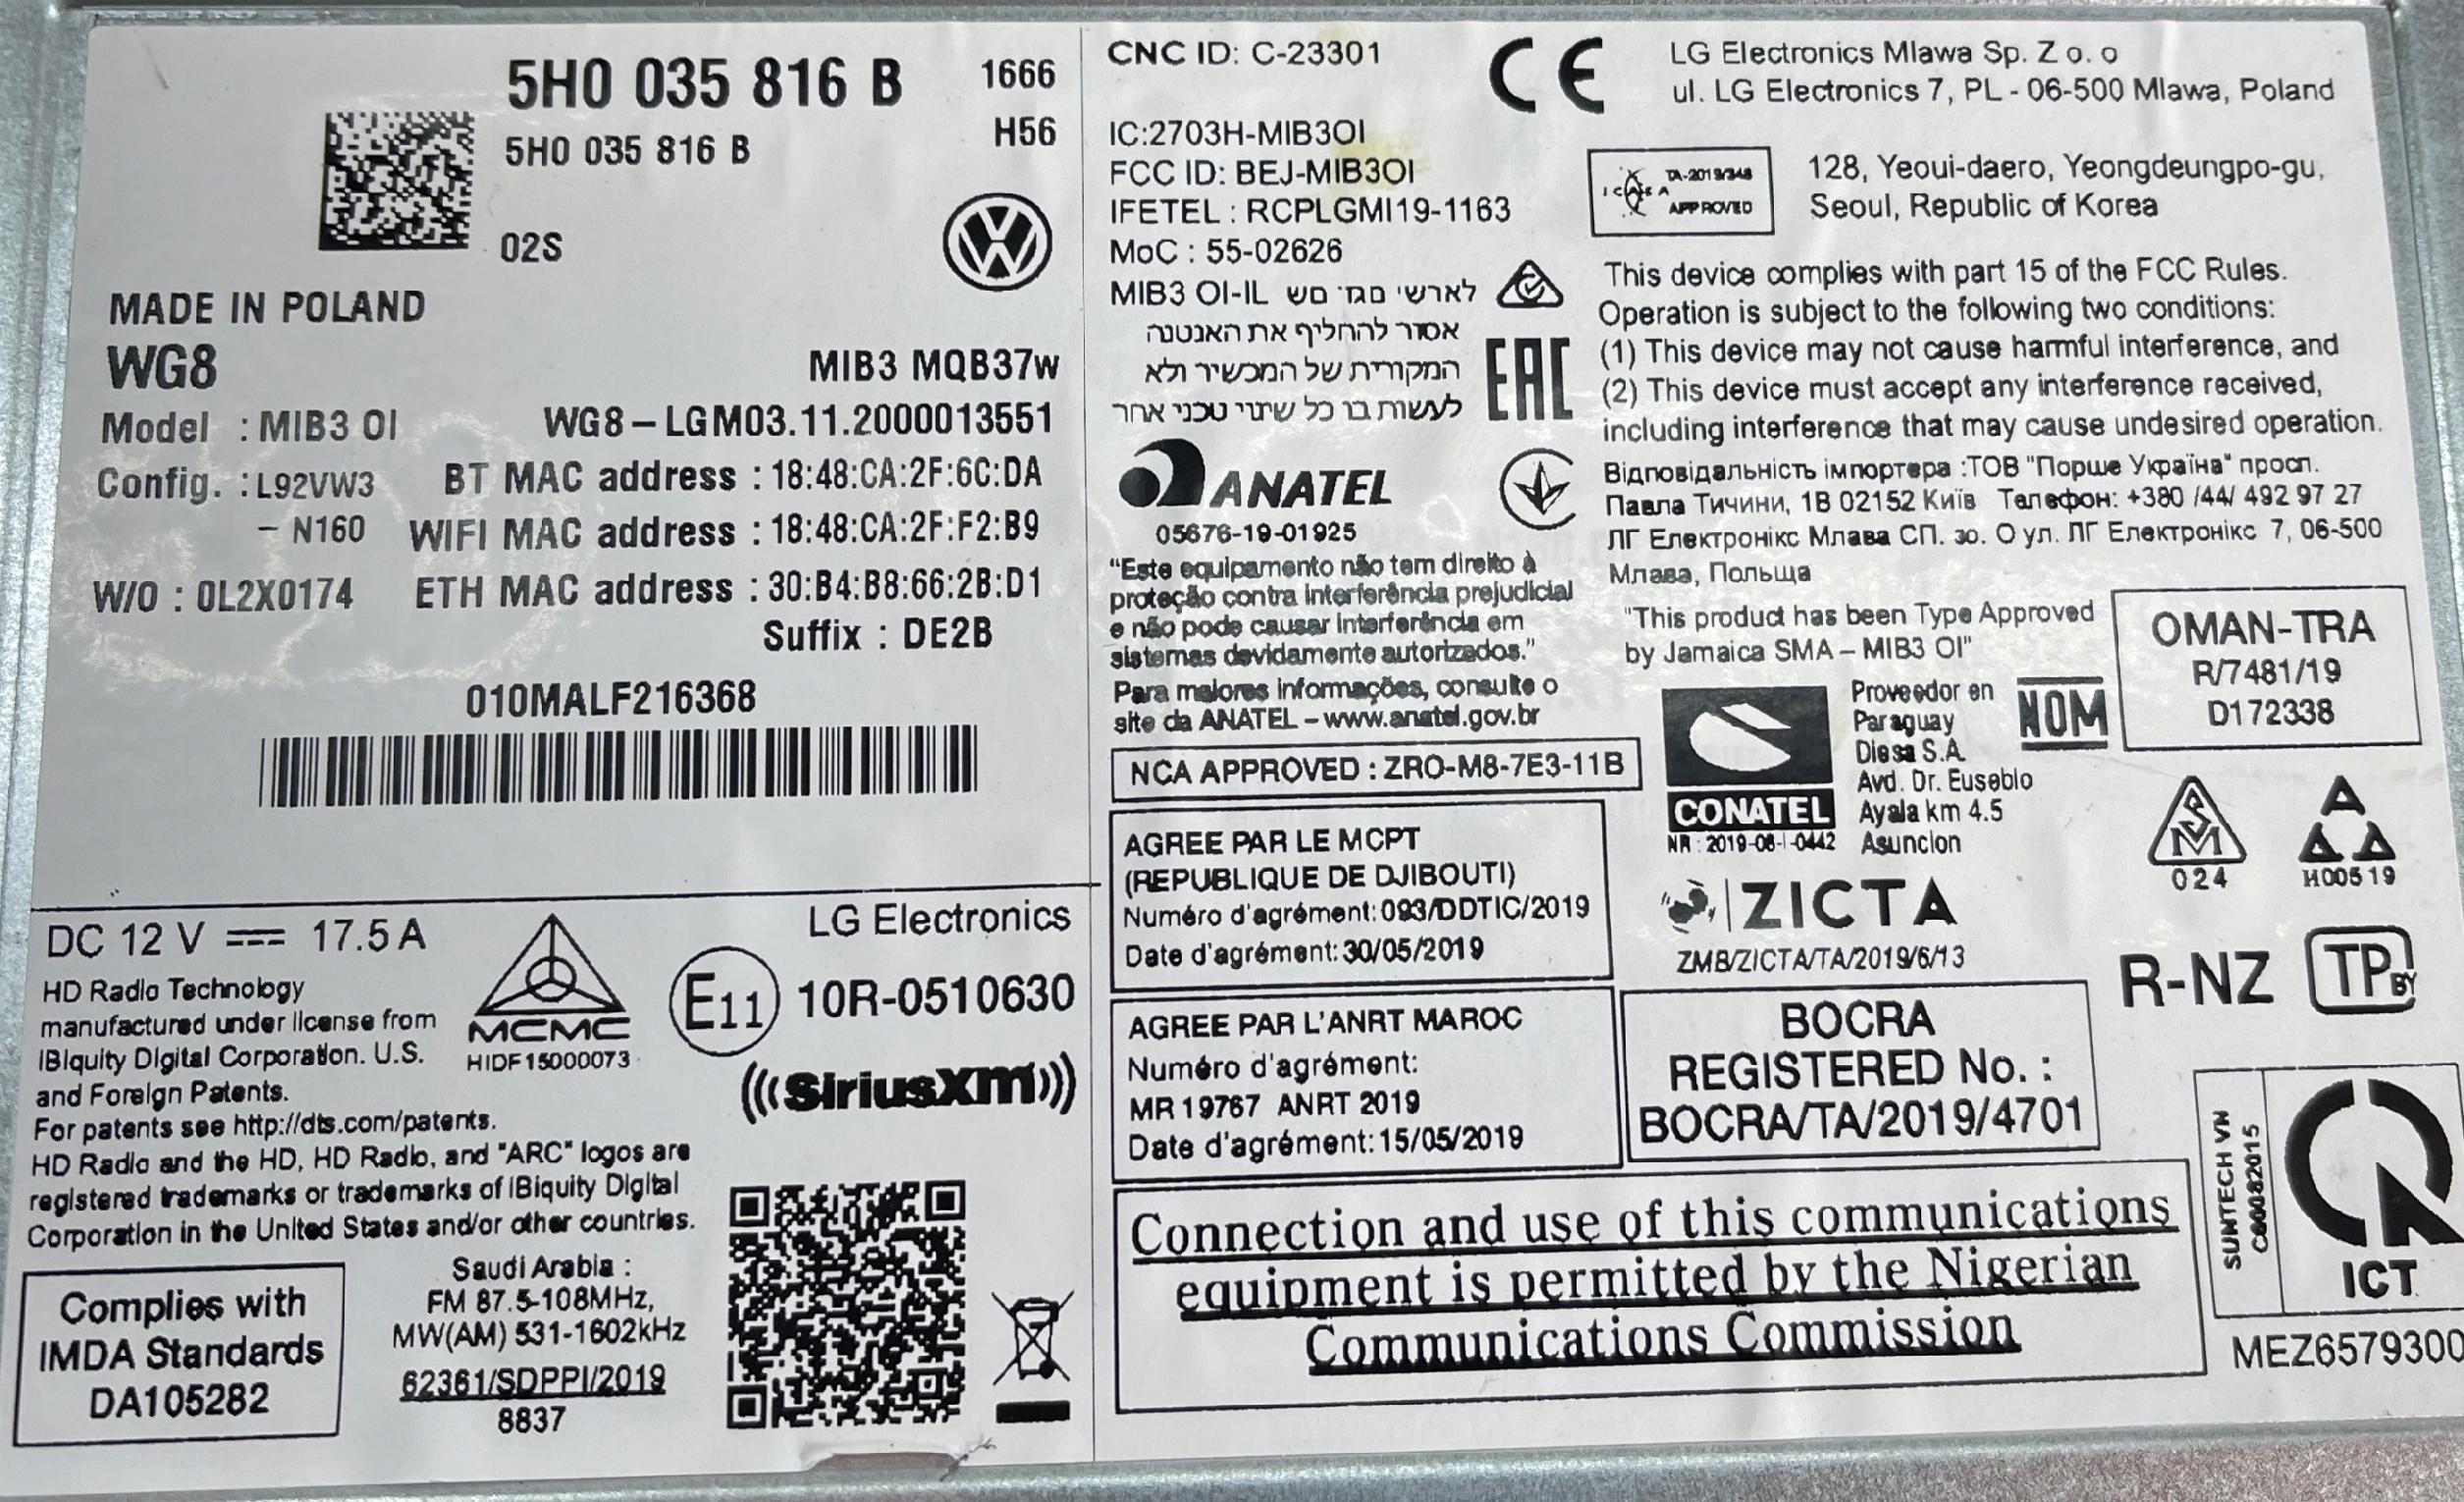 5H0 035 816 B
1666
5H0 035 816 B
H56
02S
MADE IN POLAND
WG8
MIB3 MQB37w
Model : MIB3 OI
WG8-LGM03.11.2000013551
Config. : L92VW3
- N160
BT MAC address : 18:48:CA:2F:6C:DA
WIFI MAC address : 18:48:CA:2F:F2:B9
W/O : 0L2X0174
ETH MAC address : 30:B4:B8:66:2B:D1
Suffix : DE2B
010MALF216368
DC 12 V 17.5 A
HD Radio Technology
manufactured under license from
iBiquity Digital Corporation. U.S.
and Foreign Patents.
For patents see http://dts.com/patents.
HD Radio and the HD, HD Radio, and "ARC" logos are
registered trademarks or trademarks of iBiquity Digital
Corporation in the United States and/or other countries.
MCMC
HIDF15000073
LG Electronics
E11 10R-0510630
(((SiriusXM)))
Complies with
IMDA Standards
DA105282
Saudi Arabia :
FM 87.5-108MHz,
MW(AM) 531-1602kHz
62361/SDPPI/2019
8837
CNC ID: C-23301
CE
IC:2703H-MIB3OI
FCC ID: BEJ-MIB3OI
IFETEL : RCPLGMI19-1163
MoC : 55-02626
MIB3 OI-IL
אסור להחליף את האנטנה
המקורית של המכשיר ולא
לעשות בו כל שינוי טכני אחר
EAC
ANATEL
05676-19-01925
"Este equipamento não tem direito à
proteção contra interferência prejudicial
e não pode causar interferência em
sistemas devidamente autorizados."
Para maiores informações, consulte o
site da ANATEL – www.anatel.gov.br
NCA APPROVED : ZRO-M8-7E3-11B
AGREE PAR LE MCPT
(REPUBLIQUE DE DJIBOUTI)
Numéro d'agrément: 093/DDTIC/2019
Date d'agrément: 30/05/2019
AGREE PAR L'ANRT MAROC
Numéro d'agrément:
MR 19767 ANRT 2019
Date d'agrément: 15/05/2019
LG Electronics Mlawa Sp. Z o. o
ul. LG Electronics 7, PL - 06-500 Mlawa, Poland
ICASA
TA-2019/348
APPROVED
128, Yeoui-daero, Yeongdeungpo-gu,
Seoul, Republic of Korea
This device complies with part 15 of the FCC Rules.
Operation is subject to the following two conditions:
(1) This device may not cause harmful interference, and
(2) This device must accept any interference received,
including interference that may cause undesired operation.
Відповідальність імпортера :ТОВ "Порше Україна" просп.
Павла Тичини, 1В 02152 Київ Телефон: +380 /44/ 492 97 27
ЛГ Електронікс Млава СП. зо. О ул. ЛГ Електронікс 7, 06-500
Млава, Польща
"This product has been Type Approved
by Jamaica SMA – MIB3 OI"
OMAN-TRA
R/7481/19
D172338
CONATEL
NR : 2019-06-I-0442
Proveedor en
Paraguay
Diesa S.A.
Avd. Dr. Eusebio
Ayala km 4.5
Asuncion
NOM
024
H00519
ZICTA
ZMB/ZICTA/TA/2019/6/13
R-NZ
TP BY
BOCRA
REGISTERED No. :
BOCRA/TA/2019/4701
Connection and use of this communications
equipment is permitted by the Nigerian
Communications Commission
SUNTECH VN
C00082015
ICT
MEZ6579300